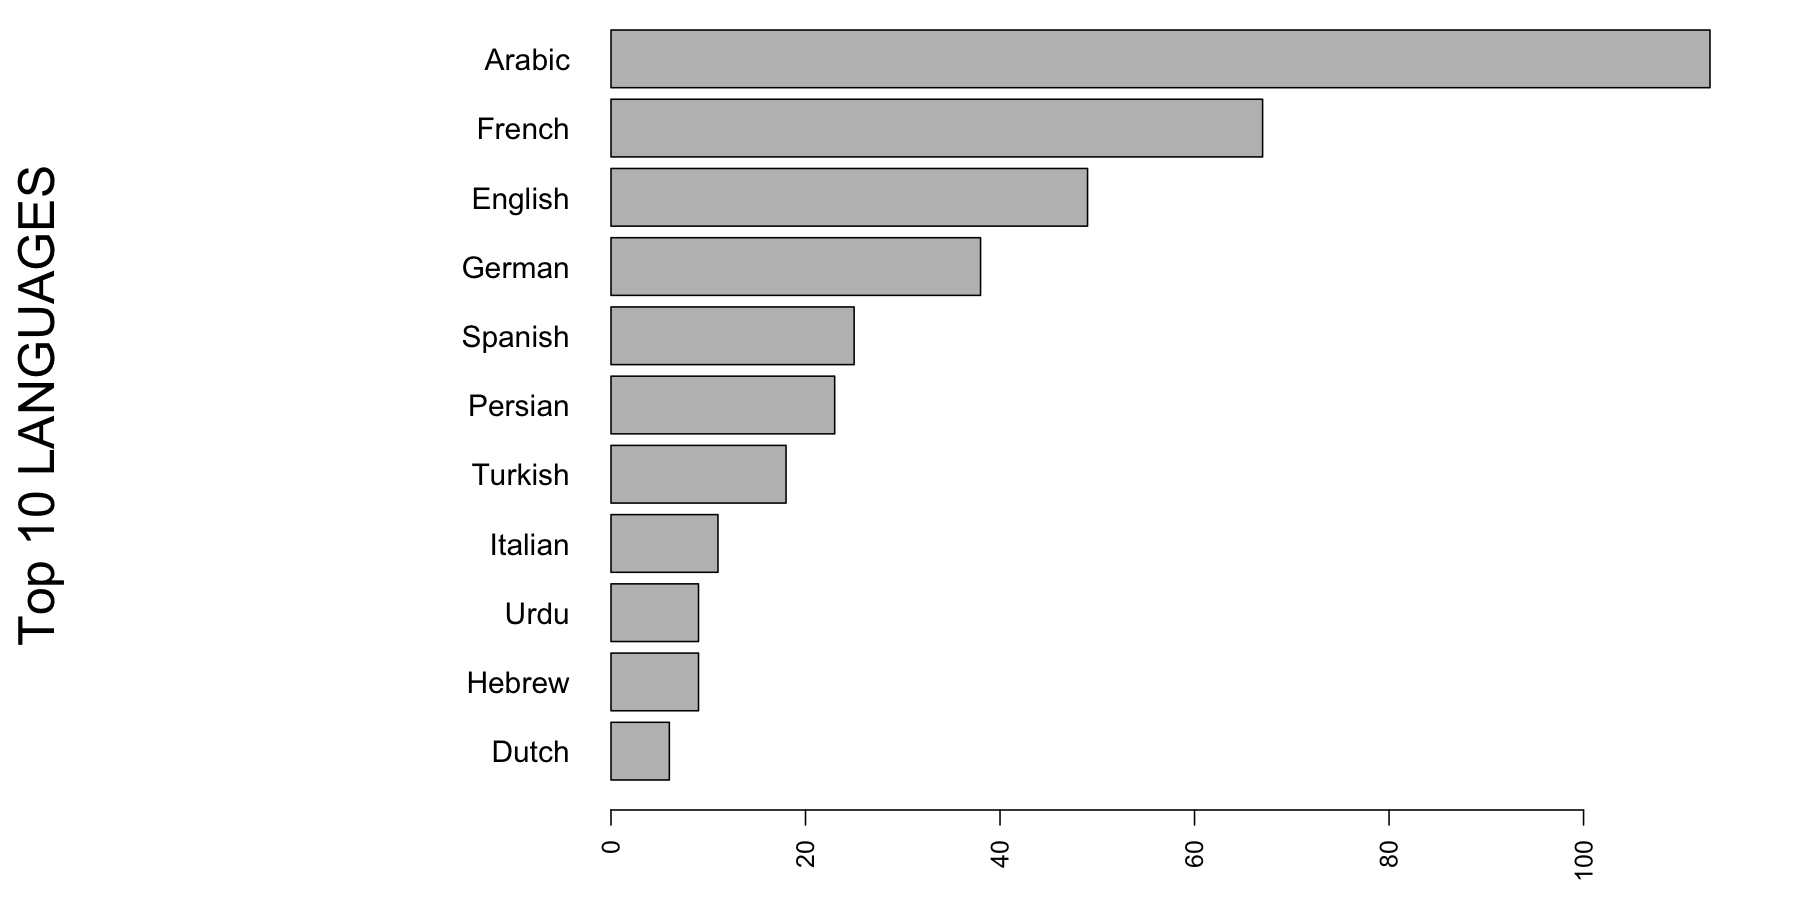 Top 10 LANGUAGES
Arabic
French
English
German
Spanish
Persian
Turkish
Italian
Urdu
Hebrew
Dutch
0 20 40 60 80 100